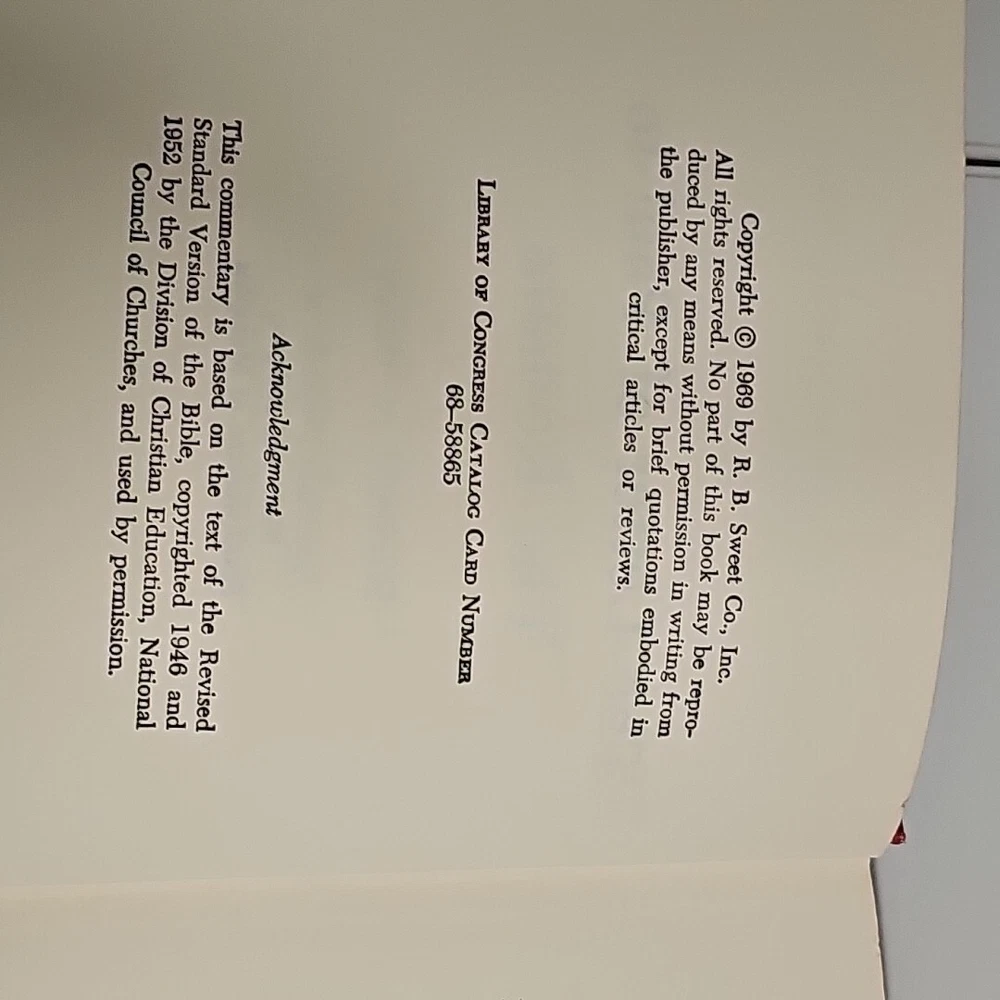 Copyright © 1969 by R. B. Sweet Co., Inc.
All rights reserved. No part of this book may be repro-
duced by any means without permission in writing from
the publisher, except for brief quotations embodied in
critical articles or reviews.
LIBRARY OF CONGRESS CATALOG CARD NUMBER
68–58865
Acknowledgment
This commentary is based on the text of the Revised
Standard Version of the Bible, copyrighted 1946 and
1952 by the Division of Christian Education, National
Council of Churches, and used by permission.